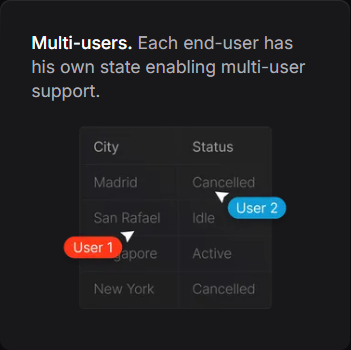 Multi-users. Each end-user has
his own state enabling multi-user
support.
City Status
Madrid Cancelled
User 2
San Rafael Idle
User 1
gapore Active
New York Cancelled